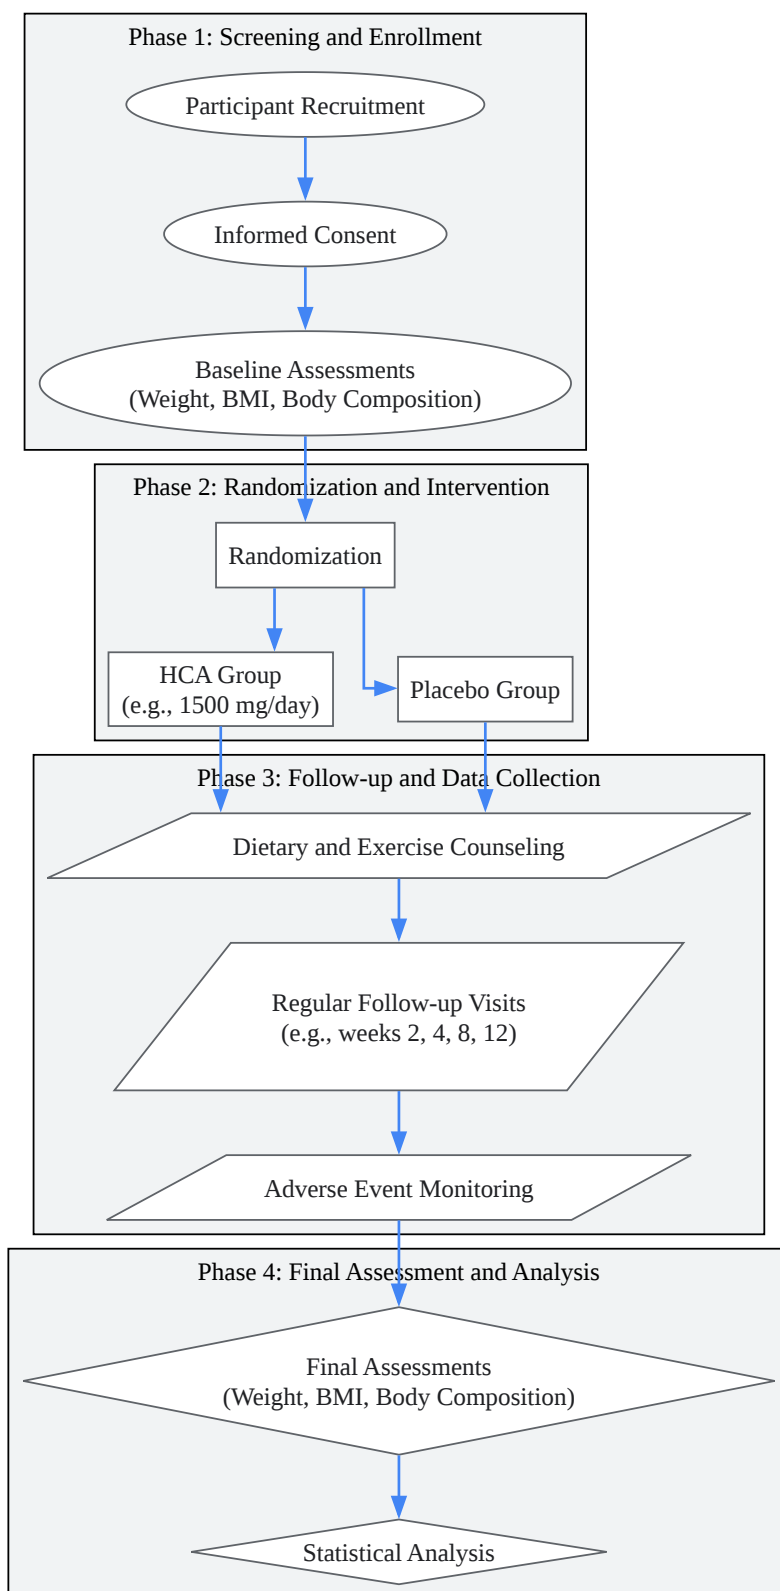 Phase 1: Screening and Enrollment
Participant Recruitment
Informed Consent
Baseline Assessments
(Weight, BMI, Body Composition)
Phase 2: Randomization and Intervention
Randomization
HCA Group
(e.g., 1500 mg/day)
Placebo Group
Phase 3: Follow-up and Data Collection
Dietary and Exercise Counseling
Regular Follow-up Visits
(e.g., weeks 2, 4, 8, 12)
Adverse Event Monitoring
Phase 4: Final Assessment and Analysis
Final Assessments
(Weight, BMI, Body Composition)
Statistical Analysis